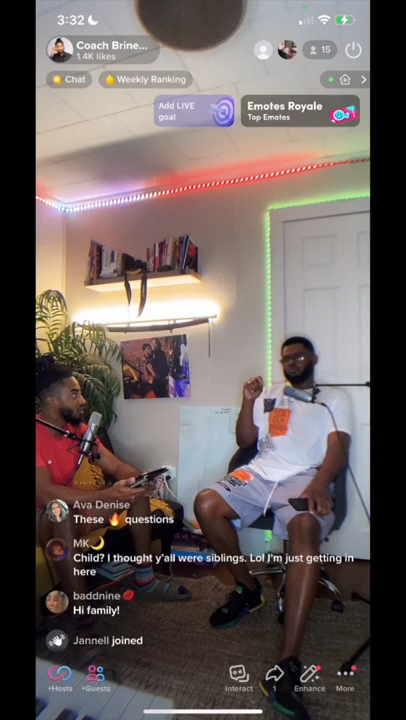 3:32
Coach Brine...
1.4K likes
15
Chat
Weekly Ranking
Add LIVE
goal
Emotes Royale
Top Emotes
Ava Denise
These 🔥 questions
MK🌙
Child? I thought y'all were siblings. Lol I'm just getting in
here
baddnine💋
Hi family!
Jannell joined
+Hosts
+Guests
Interact
1
Enhance
More